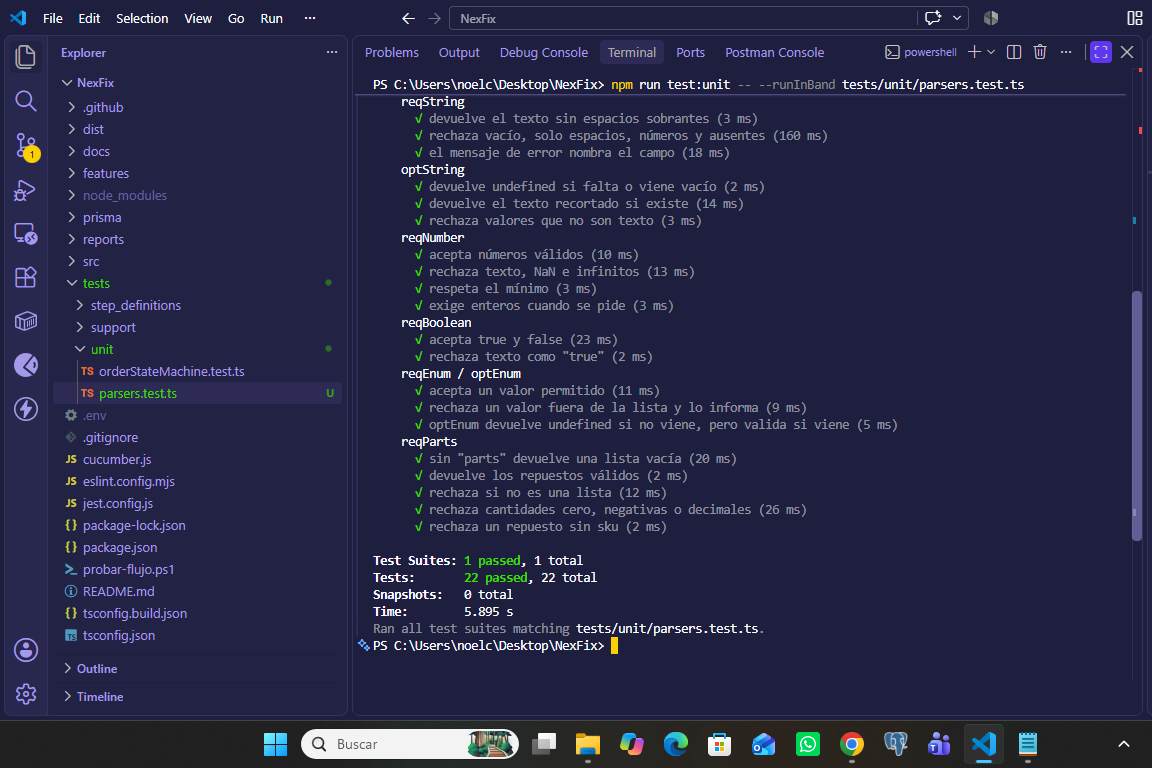 File Edit Selection View Go Run ···
NexFix
Explorer
···
NexFix
.github
dist
docs
features
node_modules
prisma
reports
src
tests
step_definitions
support
unit
TS orderStateMachine.test.ts
TS parsers.test.ts U
.env
.gitignore
JS cucumber.js
JS eslint.config.mjs
JS jest.config.js
{} package-lock.json
{} package.json
probar-flujo.ps1
README.md
{} tsconfig.build.json
TS tsconfig.json
Outline
Timeline
1
Problems Output Debug Console Terminal Ports Postman Console
powershell
PS C:\Users\noelc\Desktop\NexFix> npm run test:unit -- --runInBand tests/unit/parsers.test.ts
reqString
√ devuelve el texto sin espacios sobrantes (3 ms)
√ rechaza vacío, solo espacios, números y ausentes (160 ms)
√ el mensaje de error nombra el campo (18 ms)
optString
√ devuelve undefined si falta o viene vacío (2 ms)
√ devuelve el texto recortado si existe (14 ms)
√ rechaza valores que no son texto (3 ms)
reqNumber
√ acepta números válidos (10 ms)
√ rechaza texto, NaN e infinitos (13 ms)
√ respeta el mínimo (3 ms)
√ exige enteros cuando se pide (3 ms)
reqBoolean
√ acepta true y false (23 ms)
√ rechaza texto como "true" (2 ms)
reqEnum / optEnum
√ acepta un valor permitido (11 ms)
√ rechaza un valor fuera de la lista y lo informa (9 ms)
√ optEnum devuelve undefined si no viene, pero valida si viene (5 ms)
reqParts
√ sin "parts" devuelve una lista vacía (20 ms)
√ devuelve los repuestos válidos (2 ms)
√ rechaza si no es una lista (12 ms)
√ rechaza cantidades cero, negativas o decimales (26 ms)
√ rechaza un repuesto sin sku (2 ms)
Test Suites: 1 passed, 1 total
Tests: 22 passed, 22 total
Snapshots: 0 total
Time: 5.895 s
Ran all test suites matching tests/unit/parsers.test.ts.
PS C:\Users\noelc\Desktop\NexFix>
Buscar